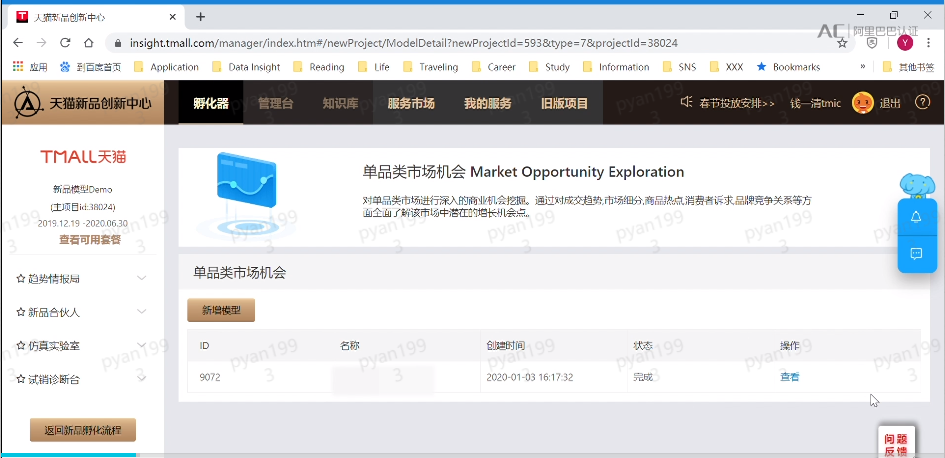 天猫新品创新中心
insight.tmall.com/manager/index.htm#/newProject/ModelDetail?newProjectId=593&type=7&projectId=38024
AC 阿里巴巴认证
Y
应用 到百度首页 Application Data Insight Reading Life Traveling Career Study Information SNS XXX Bookmarks » 其他书签
天猫新品创新中心 孵化器 管理台 知识库 服务市场 我的服务 旧版项目 春节投放安排>> 钱一清tmic 退出
TMALL天猫
新品模型Demo
(主项目id:38024)
2019.12.19 -2020.06.30
查看可用套餐
趋势情报局
新品合伙人
仿真实验室
试销诊断台
返回新品孵化流程
单品类市场机会 Market Opportunity Exploration
对单品类市场进行深入的商业机会挖掘。通过对成交趋势,市场细分,商品热点,消费者诉求,品牌竞争关系等方
面全面了解该市场中潜在的增长机会点。
单品类市场机会
新增模型
ID 名称 创建时间 状态 操作
9072 2020-01-03 16:17:32 完成 查看
问题
反馈
pyan199
3